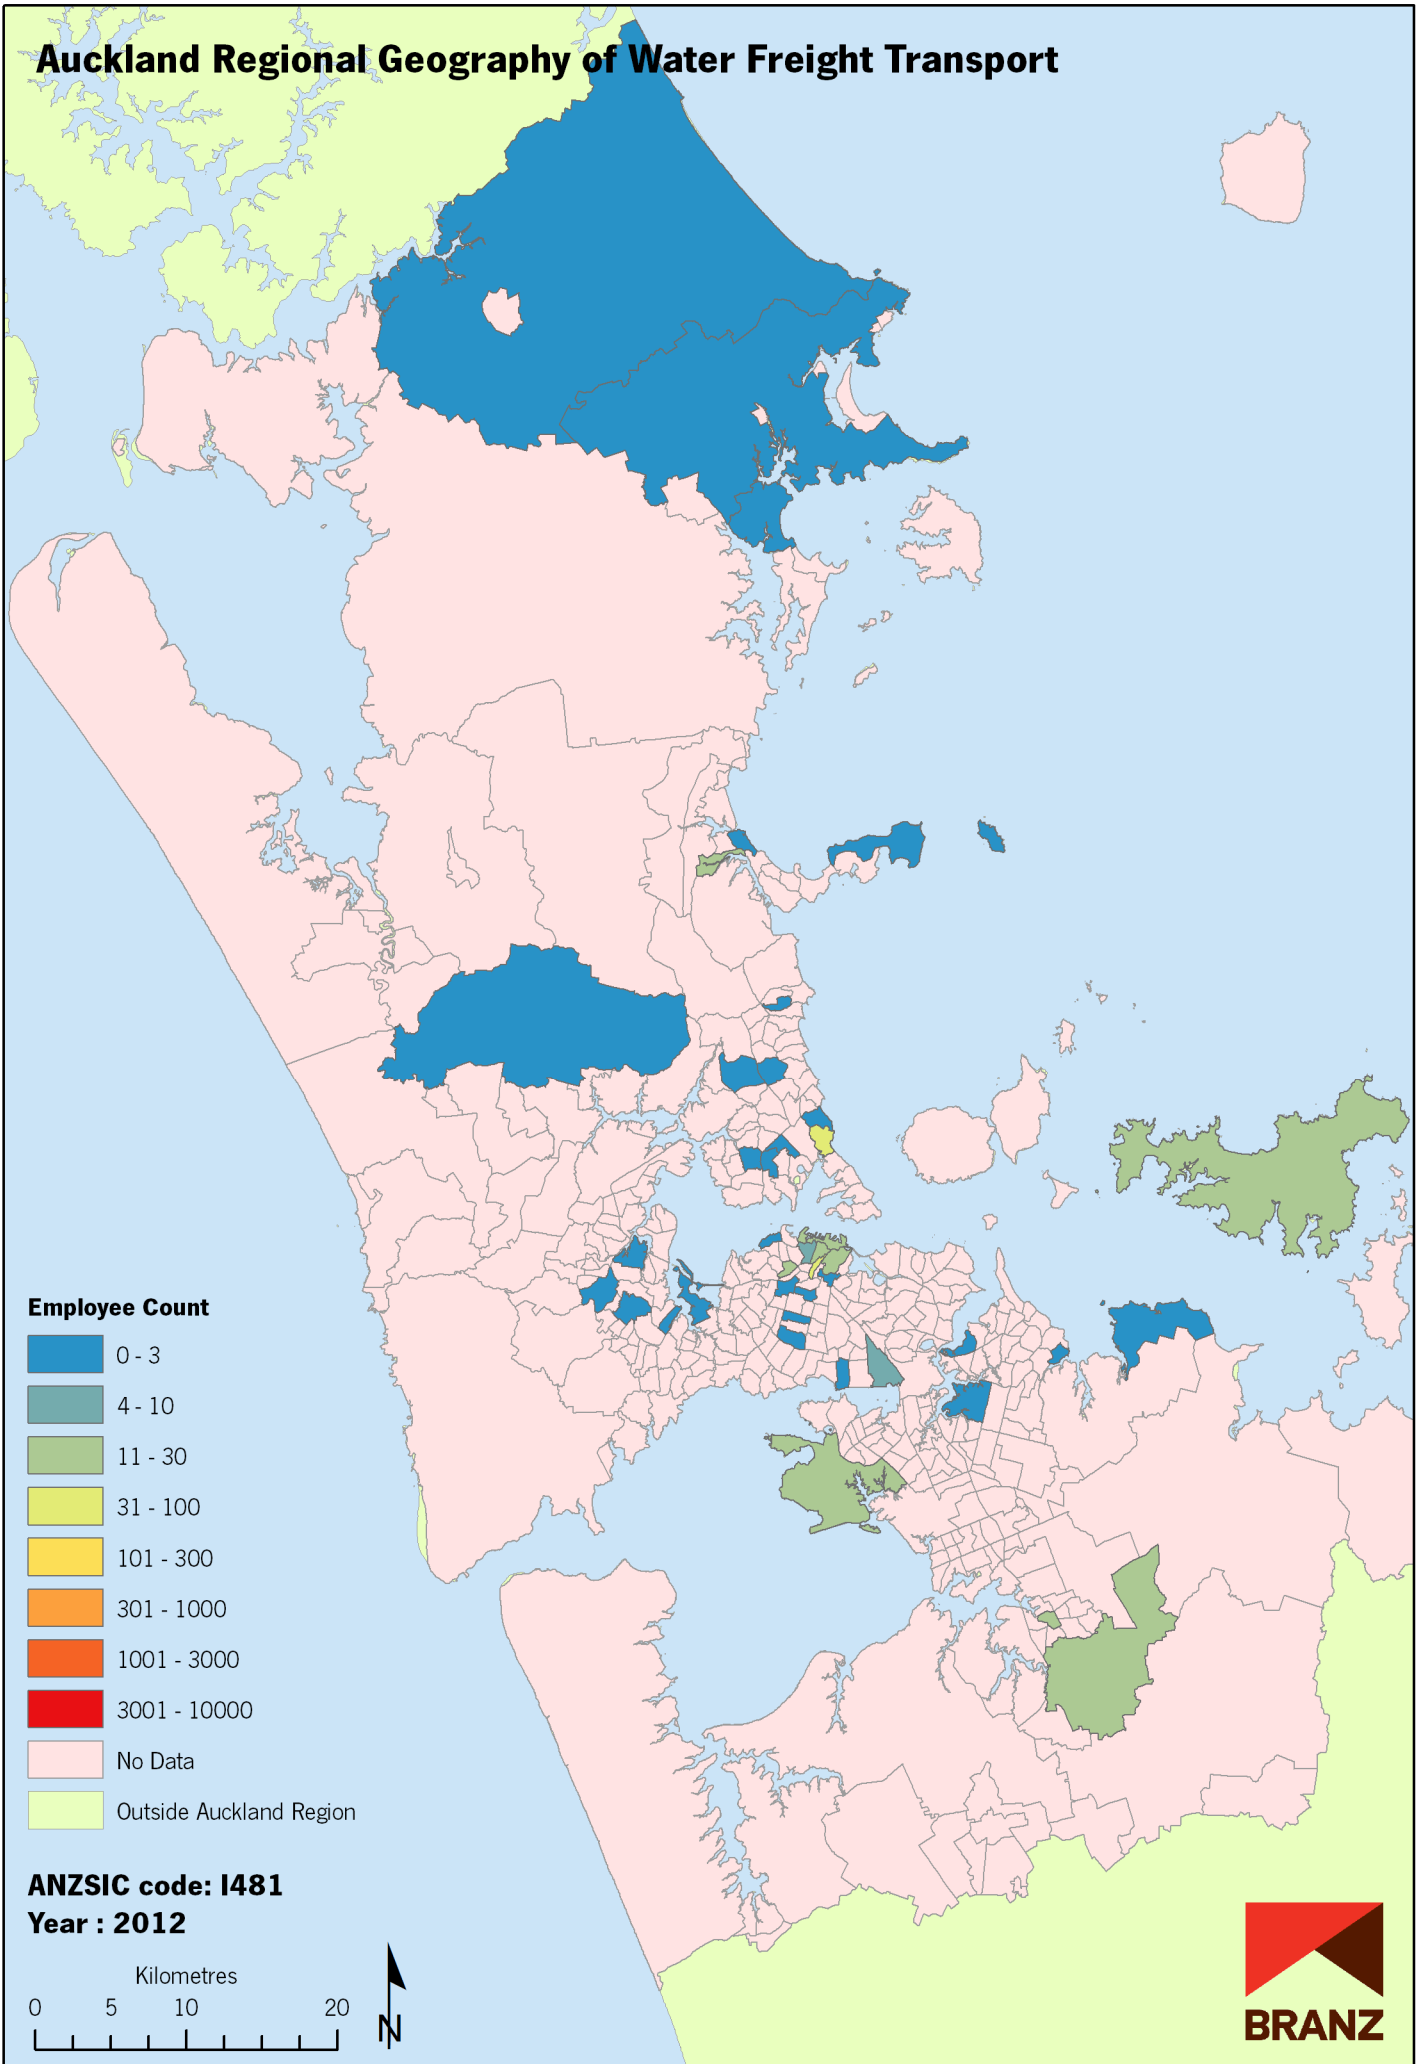 Auckland Regional Geography of Water Freight Transport
Employee Count
0 - 3
4 - 10
11 - 30
31 - 100
101 - 300
301 - 1000
1001 - 3000
3001 - 10000
No Data
Outside Auckland Region
ANZSIC code: I481
Year : 2012
Kilometres
0 5 10 20
N
BRANZ